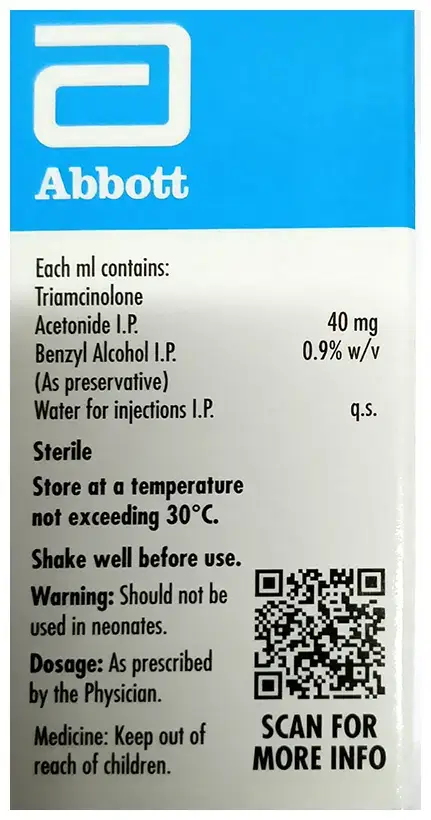 Abbott
Each ml contains:
Triamcinolone
Acetonide I.P. 40 mg
Benzyl Alcohol I.P. 0.9% w/v
(As preservative)
Water for injections I.P. q.s.
Sterile
Store at a temperature
not exceeding 30°C.
Shake well before use.
Warning: Should not be
used in neonates.
Dosage: As prescribed
by the Physician.
Medicine: Keep out of
reach of children.
SCAN FOR
MORE INFO